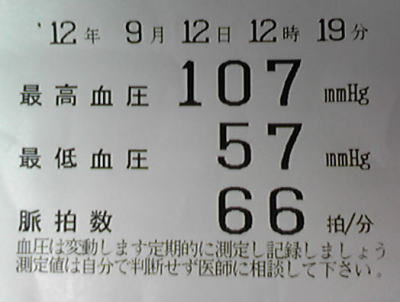 '12年 9月12日12時19分
最高血圧 107 mmHg
最低血圧 57 mmHg
脈拍数 66 拍/分
血圧は変動します定期的に測定し記録しましょう
測定値は自分で判断せず医師に相談して下さい。